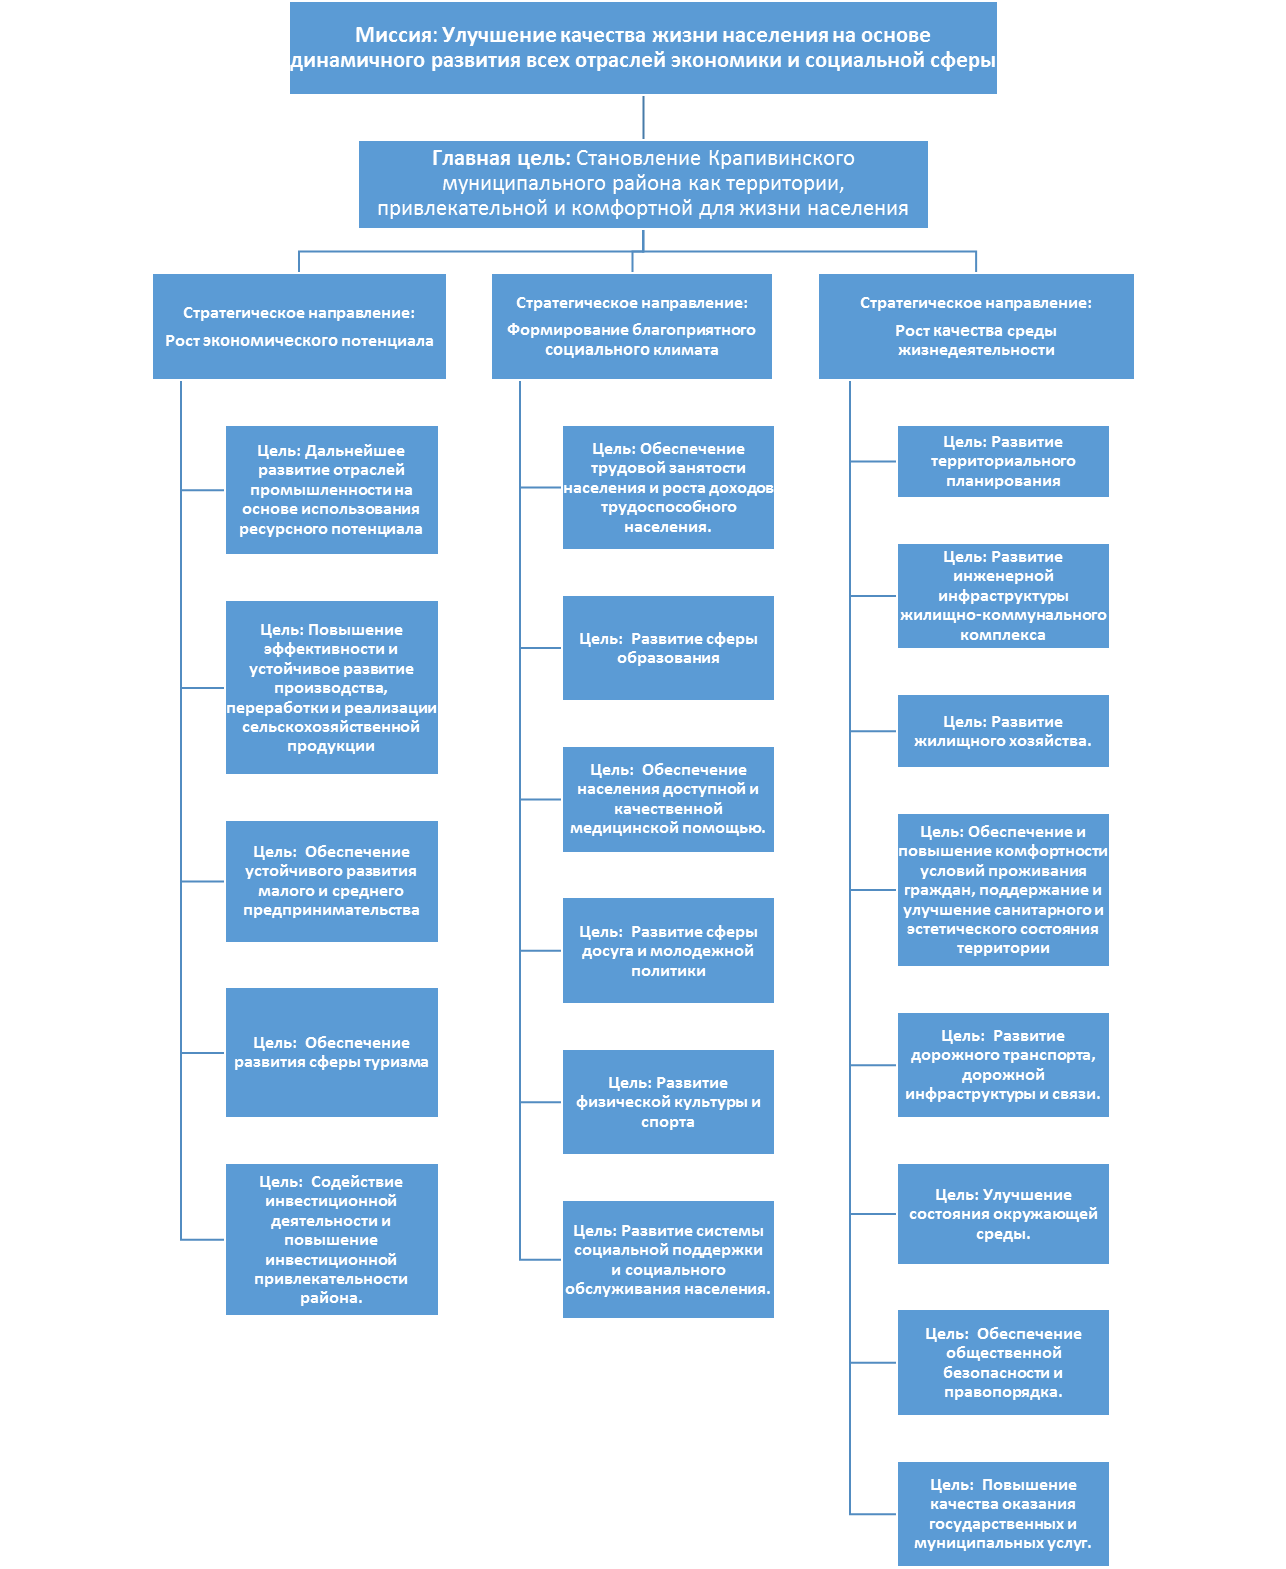 Миссия: Улучшение качества жизни населения на основе
динамичного развития всех отраслей экономики и социальной сферы
Главная цель: Становление Крапивинского
муниципального района как территории,
привлекательной и комфортной для жизни населения
Стратегическое направление:
Рост экономического потенциала
Цель: Дальнейшее
развитие отраслей
промышленности на
основе использования
ресурсного потенциала
Цель: Повышение
эффективности и
устойчивое развитие
производства,
переработки и реализации
сельскохозяйственной
продукции
Цель:  Обеспечение
устойчивого развития
малого и среднего
предпринимательства
Цель:  Обеспечение
развития сферы туризма
Цель:  Содействие
инвестиционной
деятельности и
повышение
инвестиционной
привлекательности
района.
Стратегическое направление:
Формирование благоприятного
социального климата
Цель: Обеспечение
трудовой занятости
населения и роста доходов
трудоспособного
населения.
Цель:  Развитие сферы
образования
Цель:  Обеспечение
населения доступной и
качественной
медицинской помощью.
Цель:  Развитие сферы
досуга и молодежной
политики
Цель: Развитие
физической культуры и
спорта
Цель: Развитие системы
социальной поддержки
и социального
обслуживания населения.
Стратегическое направление:
Рост качества среды
жизнедеятельности
Цель: Развитие
территориального
планирования
Цель: Развитие
инженерной
инфраструктуры
жилищно-коммунального
комплекса
Цель: Развитие
жилищного хозяйства.
Цель: Обеспечение и
повышение комфортности
условий проживания
граждан, поддержание и
улучшение санитарного и
эстетического состояния
территории
Цель:  Развитие
дорожного транспорта,
дорожной
инфраструктуры и связи.
Цель: Улучшение
состояния окружающей
среды.
Цель:  Обеспечение
общественной
безопасности и
правопорядка.
Цель:  Повышение
качества оказания
государственных и
муниципальных услуг.